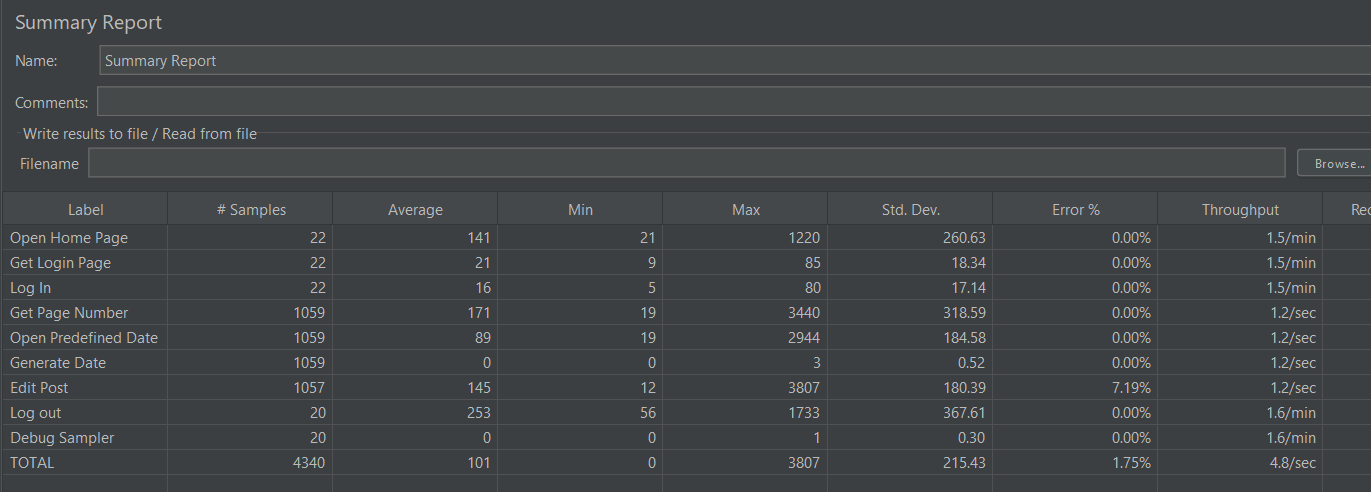 Summary Report
Name: Summary Report
Comments:
Write results to file / Read from file
Filename Browse...
Label # Samples Average Min Max Std. Dev. Error % Throughput Rec
Open Home Page 22 141 21 1220 260.63 0.00% 1.5/min
Get Login Page 22 21 9 85 18.34 0.00% 1.5/min
Log In 22 16 5 80 17.14 0.00% 1.5/min
Get Page Number 1059 171 19 3440 318.59 0.00% 1.2/sec
Open Predefined Date 1059 89 19 2944 184.58 0.00% 1.2/sec
Generate Date 1059 0 0 3 0.52 0.00% 1.2/sec
Edit Post 1057 145 12 3807 180.39 7.19% 1.2/sec
Log out 20 253 56 1733 367.61 0.00% 1.6/min
Debug Sampler 20 0 0 1 0.30 0.00% 1.6/min
TOTAL 4340 101 0 3807 215.43 1.75% 4.8/sec